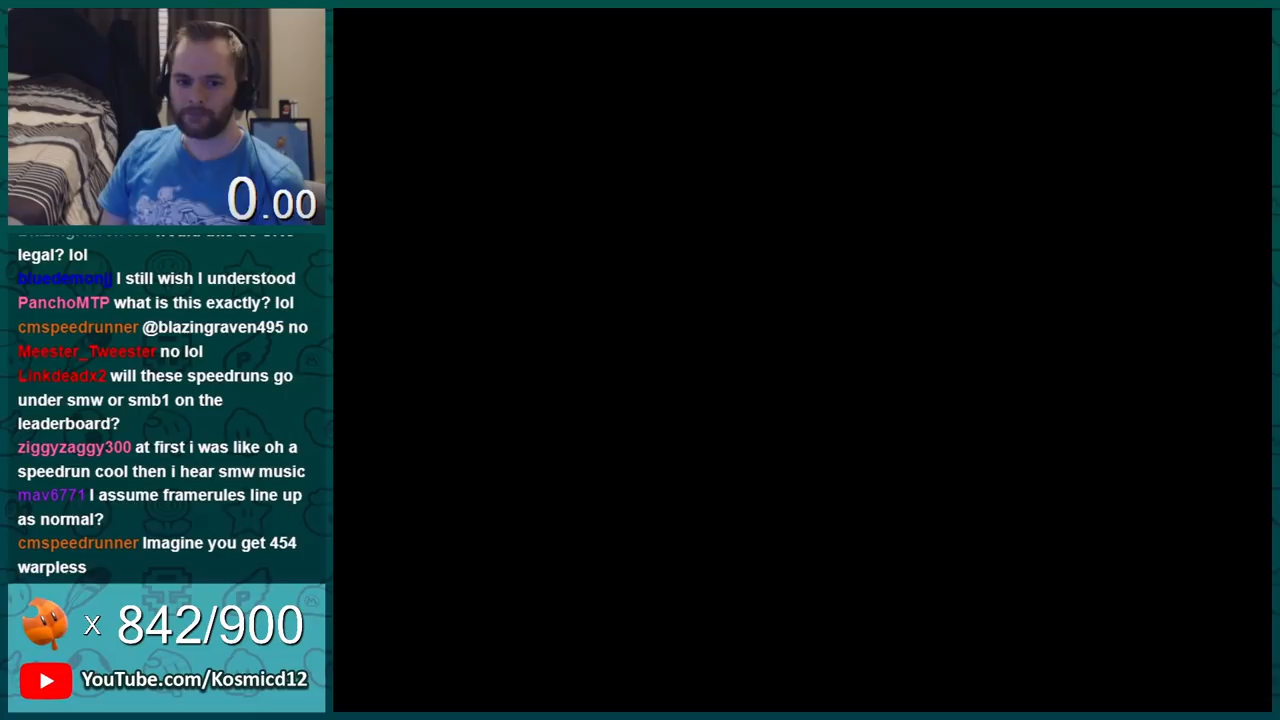 0.00
legal? lol
bluedemonjj I still wish I understood
PanchoMTP what is this exactly? lol
cmspeedrunner @blazingraven495 no
Meester_Tweester no lol
Linkdeadx2 will these speedruns go
under smw or smb1 on the
leaderboard?
ziggyzaggy300 at first i was like oh a
speedrun cool then i hear smw music
mav6771 I assume framerules line up
as normal?
cmspeedrunner Imagine you get 454
warpless
x 842/900
YouTube.com/Kosmicd12